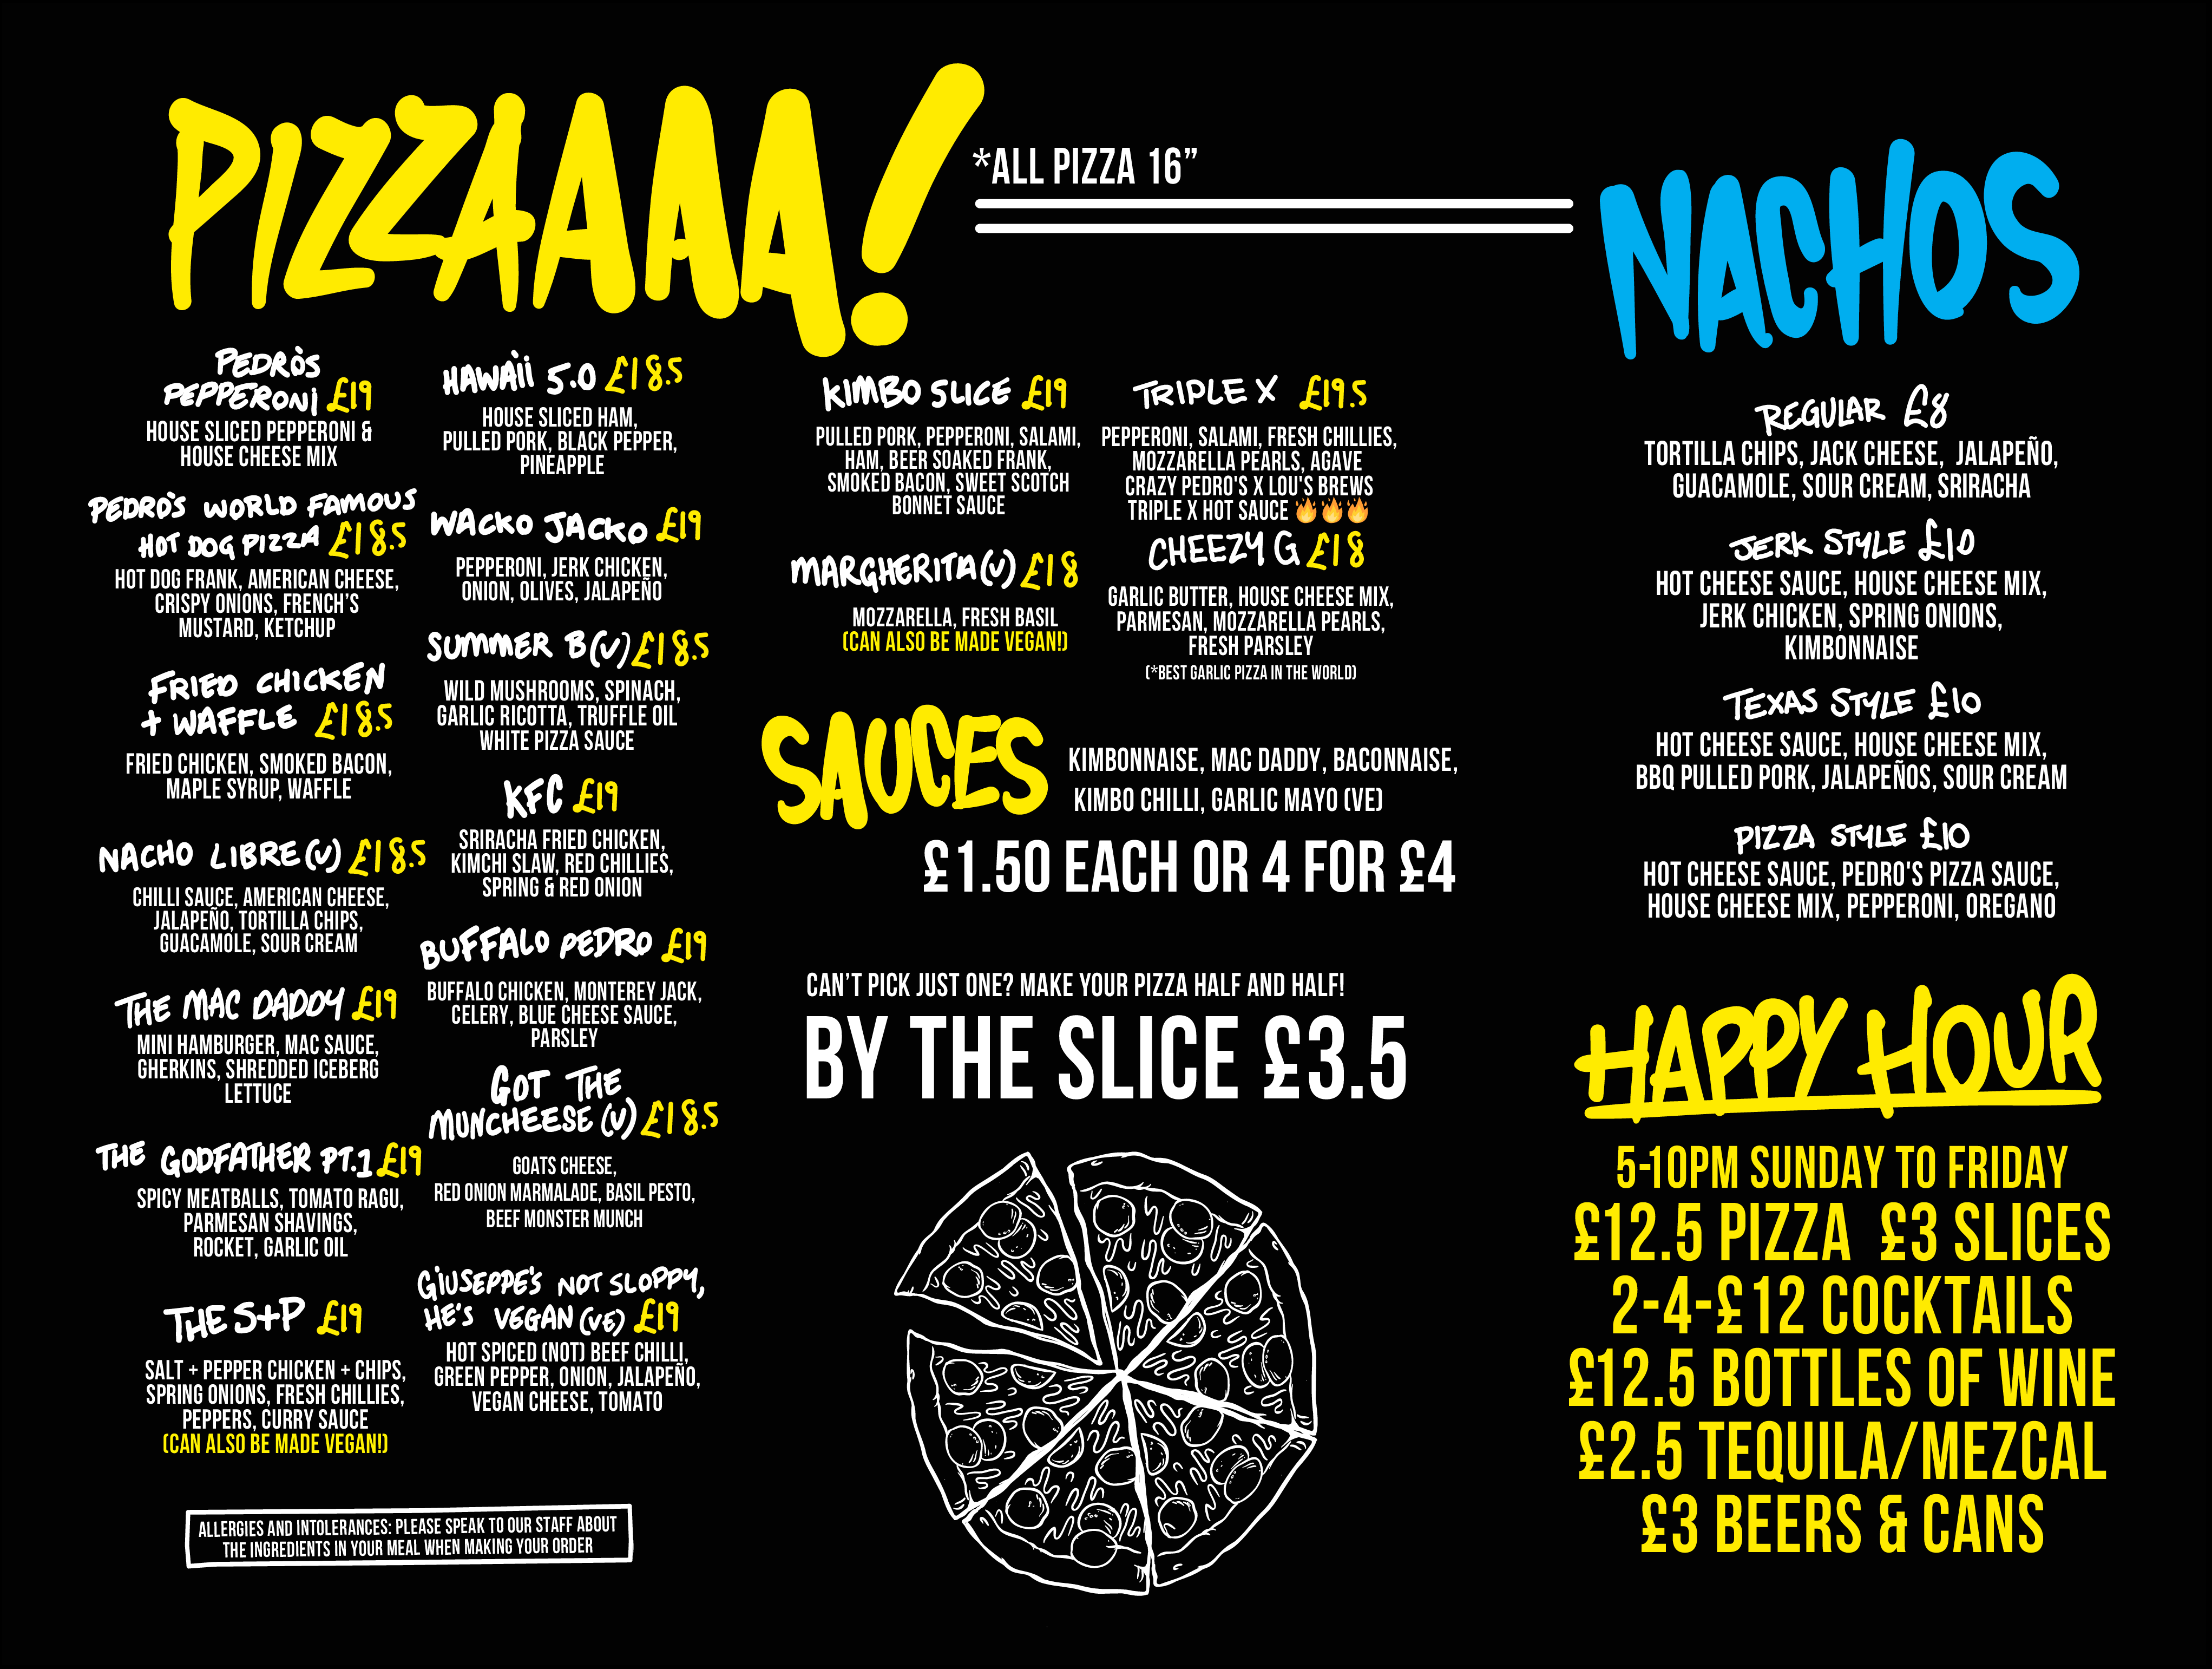 PIZZAAAA!
*ALL PIZZA 16”
PEDRO'S
PEPPERONI £19
HOUSE SLICED PEPPERONI &
HOUSE CHEESE MIX
PEDRO'S WORLD FAMOUS
HOT DOG PIZZA £18.5
HOT DOG FRANK, AMERICAN CHEESE,
CRISPY ONIONS, FRENCH’S
MUSTARD, KETCHUP
FRIED CHICKEN
+ WAFFLE £18.5
FRIED CHICKEN, SMOKED BACON,
MAPLE SYRUP, WAFFLE
NACHO LIBRE (V) £18.5
CHILLI SAUCE, AMERICAN CHEESE,
JALAPEÑO, TORTILLA CHIPS,
GUACAMOLE, SOUR CREAM
THE MAC DADDY £19
MINI HAMBURGER, MAC SAUCE,
GHERKINS, SHREDDED ICEBERG
LETTUCE
THE GODFATHER PT.1 £19
SPICY MEATBALLS, TOMATO RAGU,
PARMESAN SHAVINGS,
ROCKET, GARLIC OIL
THE S+P £19
SALT + PEPPER CHICKEN + CHIPS,
SPRING ONIONS, FRESH CHILLIES,
PEPPERS, CURRY SAUCE
(CAN ALSO BE MADE VEGAN!)
ALLERGIES AND INTOLERANCES: PLEASE SPEAK TO OUR STAFF ABOUT
THE INGREDIENTS IN YOUR MEAL WHEN MAKING YOUR ORDER
HAWAII 5.0 £18.5
HOUSE SLICED HAM,
PULLED PORK, BLACK PEPPER,
PINEAPPLE
WACKO JACKO £19
PEPPERONI, JERK CHICKEN,
ONION, OLIVES, JALAPEÑO
SUMMER B (V) £18.5
WILD MUSHROOMS, SPINACH,
GARLIC RICOTTA, TRUFFLE OIL
WHITE PIZZA SAUCE
KFC £19
SRIRACHA FRIED CHICKEN,
KIMCHI SLAW, RED CHILLIES,
SPRING & RED ONION
BUFFALO PEDRO £19
BUFFALO CHICKEN, MONTEREY JACK,
CELERY, BLUE CHEESE SAUCE,
PARSLEY
GOT THE
MUNCHEESE (V) £18.5
GOATS CHEESE,
RED ONION MARMALADE, BASIL PESTO,
BEEF MONSTER MUNCH
GIUSEPPE'S NOT SLOPPY,
HE'S VEGAN (VE) £19
HOT SPICED (NOT) BEEF CHILLI,
GREEN PEPPER, ONION, JALAPEÑO,
VEGAN CHEESE, TOMATO
KIMBO SLICE £19
PULLED PORK, PEPPERONI, SALAMI,
HAM, BEER SOAKED FRANK,
SMOKED BACON, SWEET SCOTCH
BONNET SAUCE
MARGHERITA (V) £18
MOZZARELLA, FRESH BASIL
(CAN ALSO BE MADE VEGAN!)
TRIPLE X £19.5
PEPPERONI, SALAMI, FRESH CHILLIES,
MOZZARELLA PEARLS, AGAVE
CRAZY PEDRO'S X LOU'S BREWS
TRIPLE X HOT SAUCE 🔥🔥🔥
CHEEZY G £18
GARLIC BUTTER, HOUSE CHEESE MIX,
PARMESAN, MOZZARELLA PEARLS,
FRESH PARSLEY
(*BEST GARLIC PIZZA IN THE WORLD)
SAUCES
KIMBONNAISE, MAC DADDY, BACONNAISE,
KIMBO CHILLI, GARLIC MAYO (VE)
£1.50 EACH OR 4 FOR £4
CAN’T PICK JUST ONE? MAKE YOUR PIZZA HALF AND HALF!
BY THE SLICE £3.5
NACHOS
REGULAR £8
TORTILLA CHIPS, JACK CHEESE, JALAPEÑO,
GUACAMOLE, SOUR CREAM, SRIRACHA
JERK STYLE £10
HOT CHEESE SAUCE, HOUSE CHEESE MIX,
JERK CHICKEN, SPRING ONIONS,
KIMBONNAISE
TEXAS STYLE £10
HOT CHEESE SAUCE, HOUSE CHEESE MIX,
BBQ PULLED PORK, JALAPEÑOS, SOUR CREAM
PIZZA STYLE £10
HOT CHEESE SAUCE, PEDRO'S PIZZA SAUCE,
HOUSE CHEESE MIX, PEPPERONI, OREGANO
HAPPY HOUR
5-10PM SUNDAY TO FRIDAY
£12.5 PIZZA £3 SLICES
2-4-£12 COCKTAILS
£12.5 BOTTLES OF WINE
£2.5 TEQUILA/MEZCAL
£3 BEERS & CANS